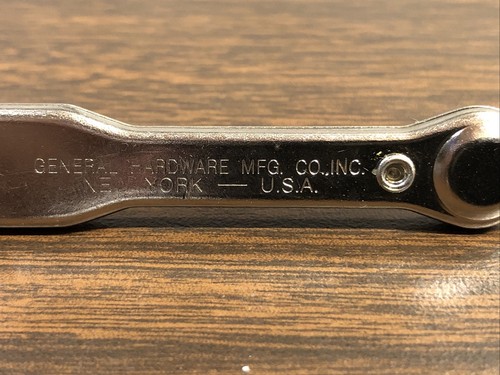 GENERAL HARDWARE MFG. CO., INC.
NEW YORK — U.S.A.